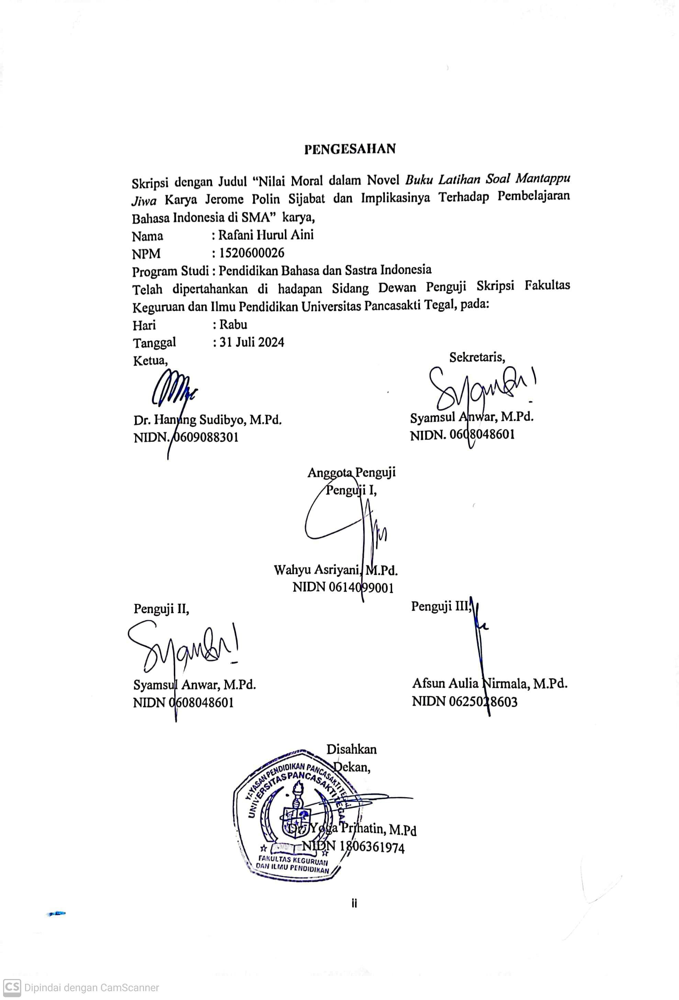 PENGESAHAN
Skripsi dengan Judul “Nilai Moral dalam Novel Buku Latihan Soal Mantappu
Jiwa Karya Jerome Polin Sijabat dan Implikasinya Terhadap Pembelajaran
Bahasa Indonesia di SMA” karya,
Nama : Rafani Hurul Aini
NPM : 1520600026
Program Studi : Pendidikan Bahasa dan Sastra Indonesia
Telah dipertahankan di hadapan Sidang Dewan Penguji Skripsi Fakultas
Keguruan dan Ilmu Pendidikan Universitas Pancasakti Tegal, pada:
Hari : Rabu
Tanggal : 31 Juli 2024
Ketua,
Dr. Hanung Sudibyo, M.Pd.
NIDN. 0609088301
Sekretaris,
Syamsul Anwar, M.Pd.
NIDN. 0608048601
Anggota Penguji
Penguji I,
Wahyu Asriyani, M.Pd.
NIDN 0614099001
Penguji II,
Syamsul Anwar, M.Pd.
NIDN 0608048601
Penguji III,
Afsun Aulia Nirmala, M.Pd.
NIDN 0625028603
Disahkan
Dekan,
Dr. Yoga Prihatin, M.Pd
NIDN 1806361974
YAYASAN PENDIDIKAN PANCASAKTI TEGAL
UNIVERSITAS PANCASAKTI TEGAL
FAKULTAS KEGURUAN
DAN ILMU PENDIDIKAN
ii
CS Dipindai dengan CamScanner